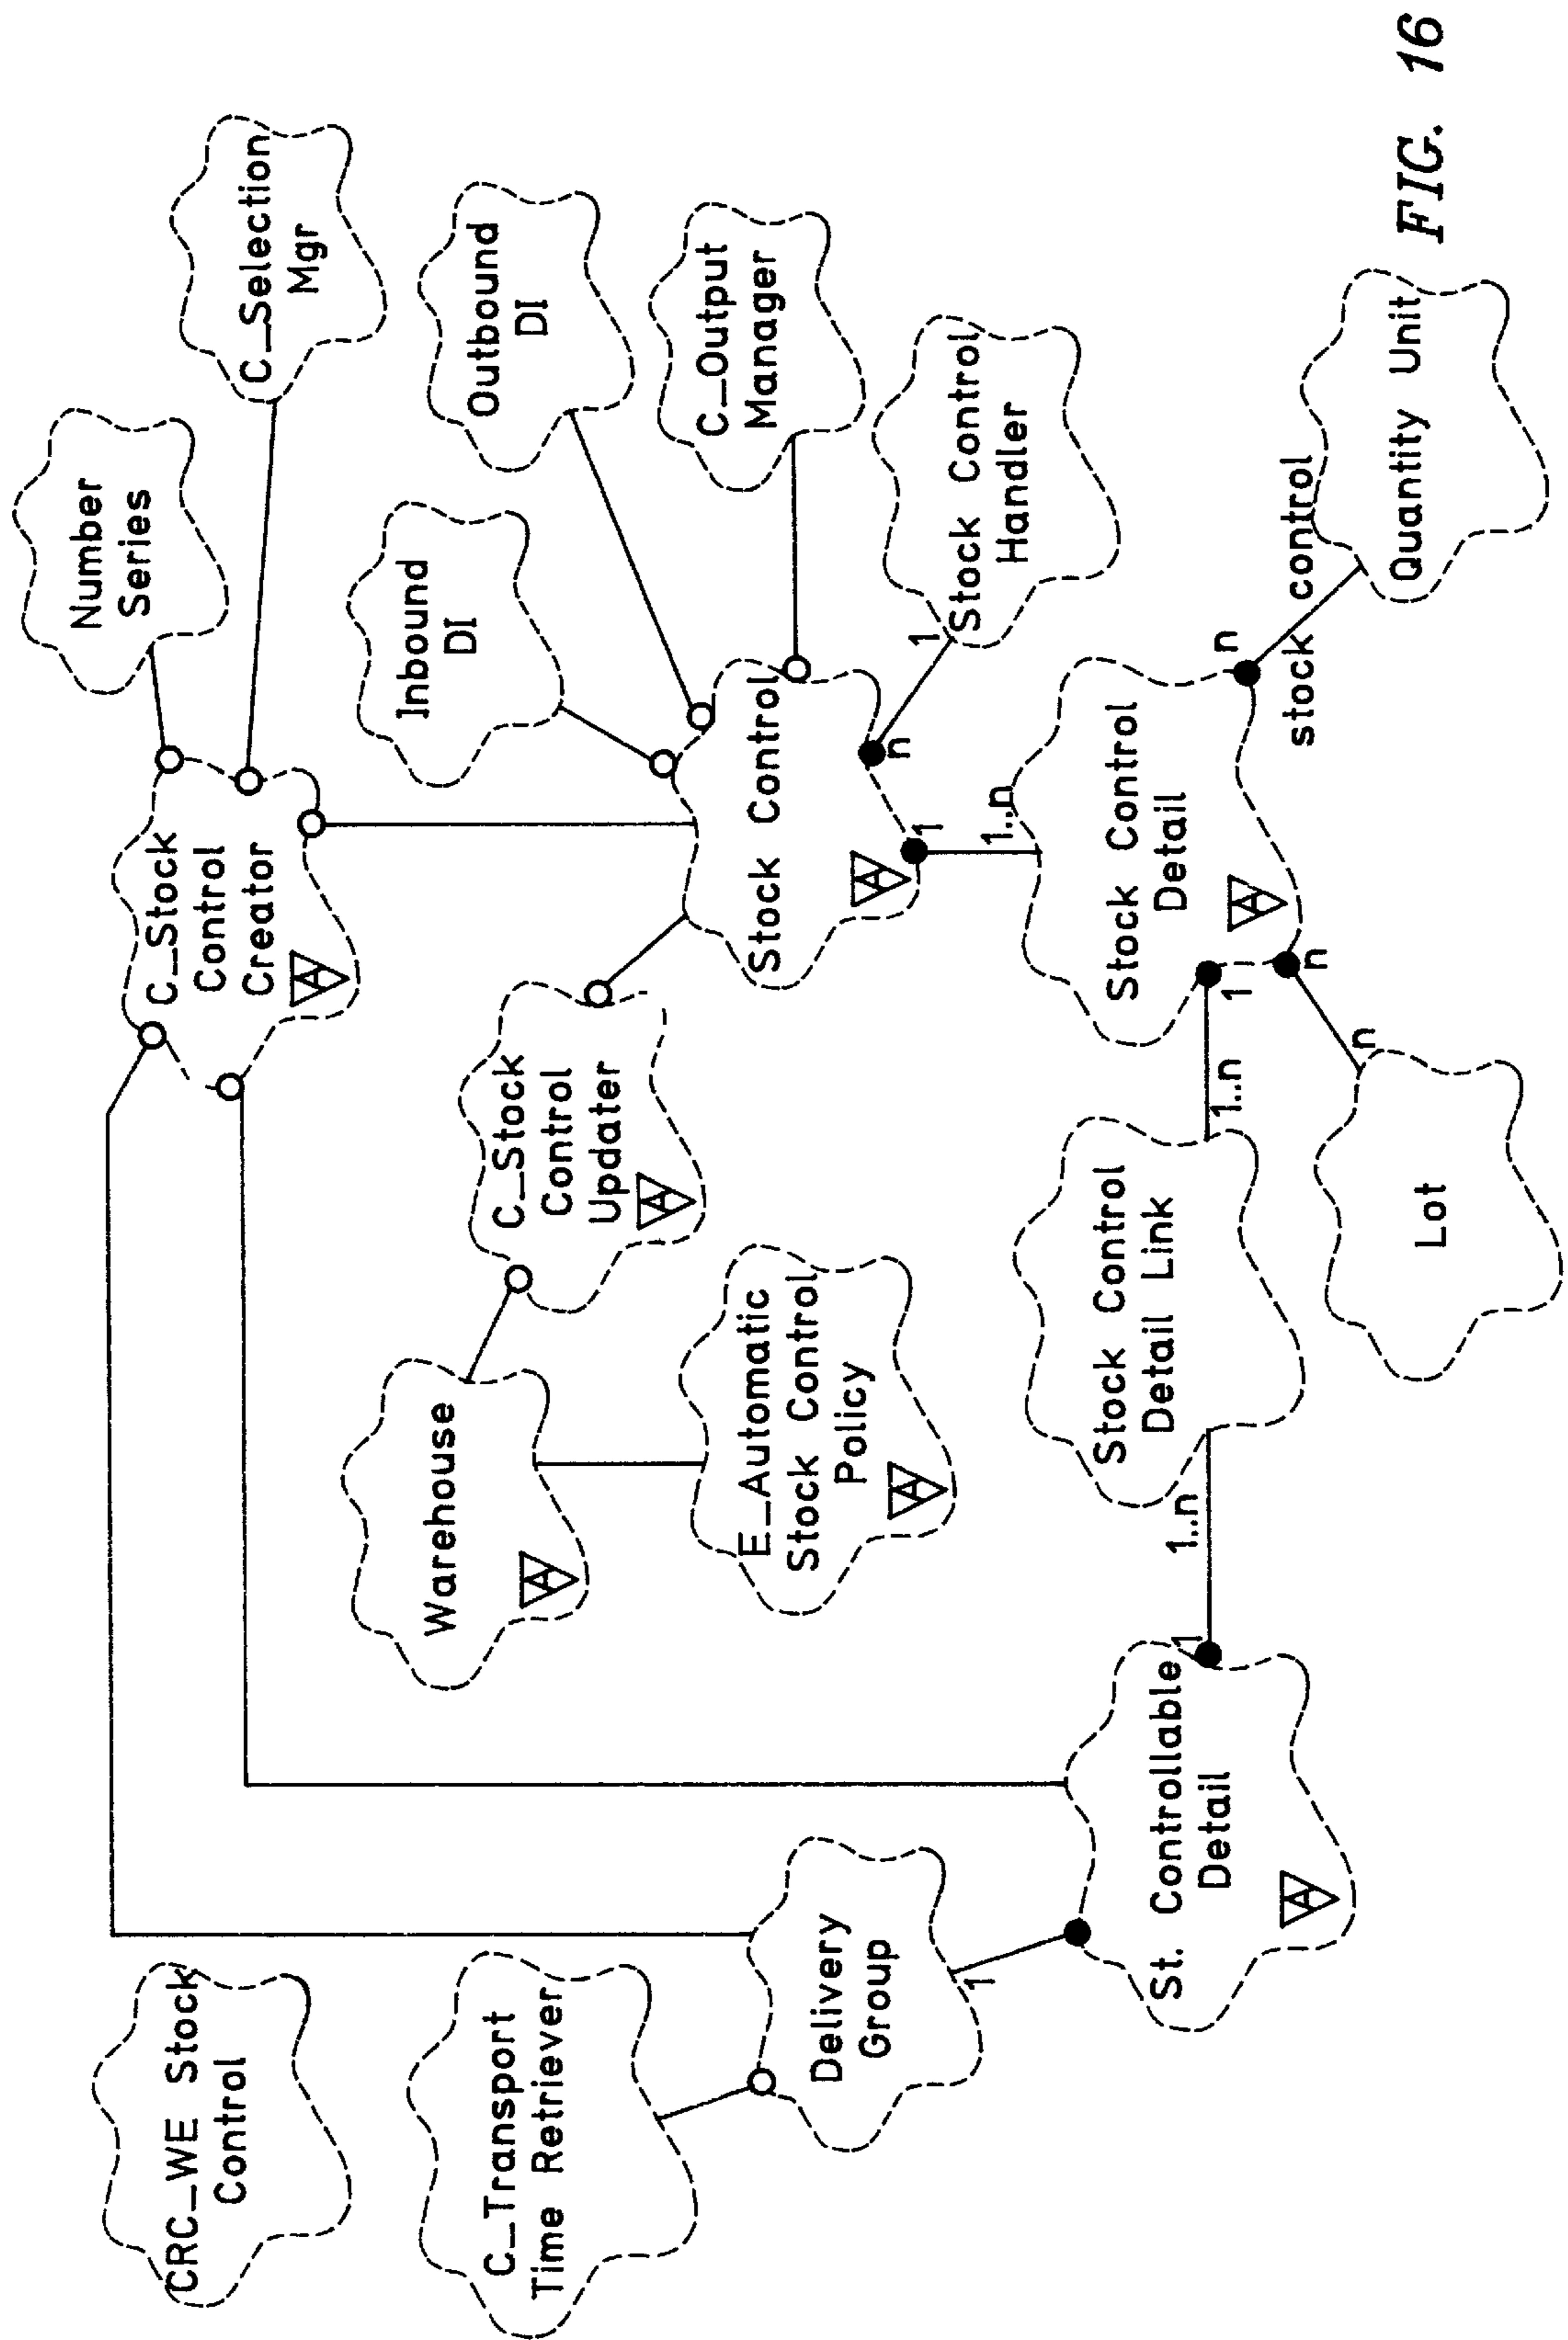 CRC_WE Stock
Control
C_Stock
Control
Creator
A
Number
Series
C_Selection
Mgr
C_Transport
Time Retriever
Warehouse
A
C_Stock
Control
Updater
A
Inbound
DI
Outbound
DI
E_Automatic
Stock Control
Policy
A
Stock Control
A
1
n
C_Output
Manager
Delivery
Group
1
Stock Control
Handler
1
St. Controllable
Detail
A
1
1..n
Stock Control
Detail Link
1..n
1
Stock Control
Detail
A
1..n
n
n
stock control
Lot
n
Quantity Unit
FIG. 16